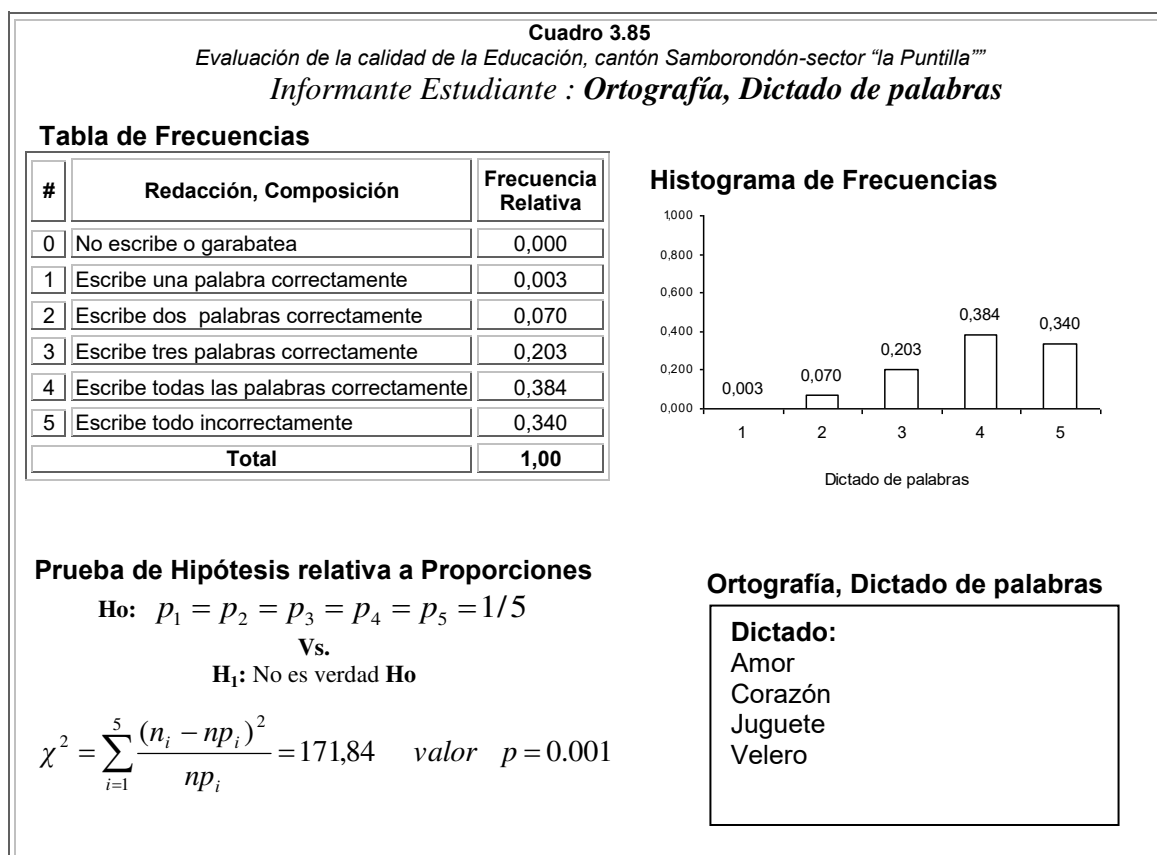 Cuadro 3.85
Evaluación de la calidad de la Educación, cantón Samborondón-sector “la Puntilla””
Informante Estudiante : Ortografía, Dictado de palabras
Tabla de Frecuencias
# Redacción, Composición Frecuencia Relativa
0 No escribe o garabatea 0,000
1 Escribe una palabra correctamente 0,003
2 Escribe dos palabras correctamente 0,070
3 Escribe tres palabras correctamente 0,203
4 Escribe todas las palabras correctamente 0,384
5 Escribe todo incorrectamente 0,340
Total 1,00
Histograma de Frecuencias
1,000
0,800
0,600
0,400
0,200
0,000
0,003 0,070 0,203 0,384 0,340
1 2 3 4 5
Dictado de palabras
Prueba de Hipótesis relativa a Proporciones
Ho: p₁ = p₂ = p₃ = p₄ = p₅ = 1/5
Vs.
H₁: No es verdad Ho
χ² = ∑_{i=1}^{5} (nᵢ − npᵢ)² / npᵢ = 171,84 valor p = 0.001
Ortografía, Dictado de palabras
Dictado:
Amor
Corazón
Juguete
Velero